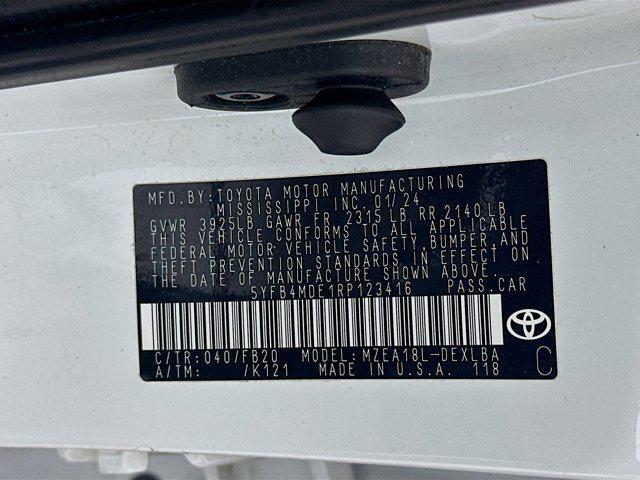 MFD.BY:TOYOTA MOTOR MANUFACTURING
MISSISSIPPI INC. 01/24
GVWR 3925LB GAWR FR 2315 LB RR 2140 LB
THIS VEHICLE CONFORMS TO ALL APPLICABLE
FEDERAL MOTOR VEHICLE SAFETY, BUMPER, AND
THEFT PREVENTION STANDARDS IN EFFECT ON
THE DATE OF MANUFACTURE SHOWN ABOVE.
5YFB4MDE1RP123416 PASS.CAR
C/TR: 040/FB20 MODEL: MZEA18L-DEXLBA
A/TM: /K121 MADE IN U.S.A. 118 C